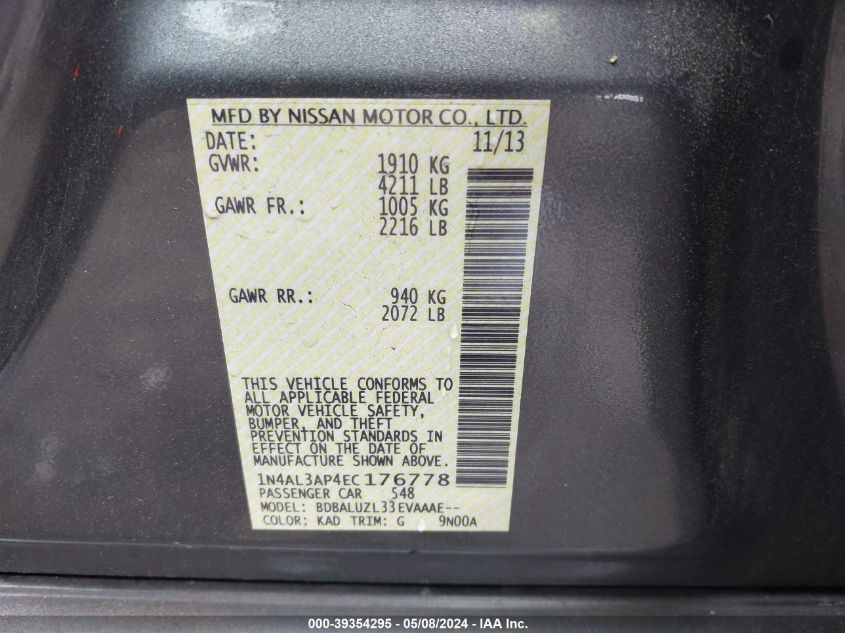 MFD BY NISSAN MOTOR CO., LTD.
DATE: 11/13
GVWR: 1910 KG
4211 LB
GAWR FR.: 1005 KG
2216 LB
GAWR RR.: 940 KG
2072 LB
THIS VEHICLE CONFORMS TO
ALL APPLICABLE FEDERAL
MOTOR VEHICLE SAFETY,
BUMPER, AND THEFT
PREVENTION STANDARDS IN
EFFECT ON THE DATE OF
MANUFACTURE SHOWN ABOVE.
1N4AL3AP4EC176778
PASSENGER CAR 548
MODEL: BDBALUZL33EVAAAE--
COLOR: KAD TRIM: G 9N00A
000-39354295 - 05/08/2024 - IAA Inc.